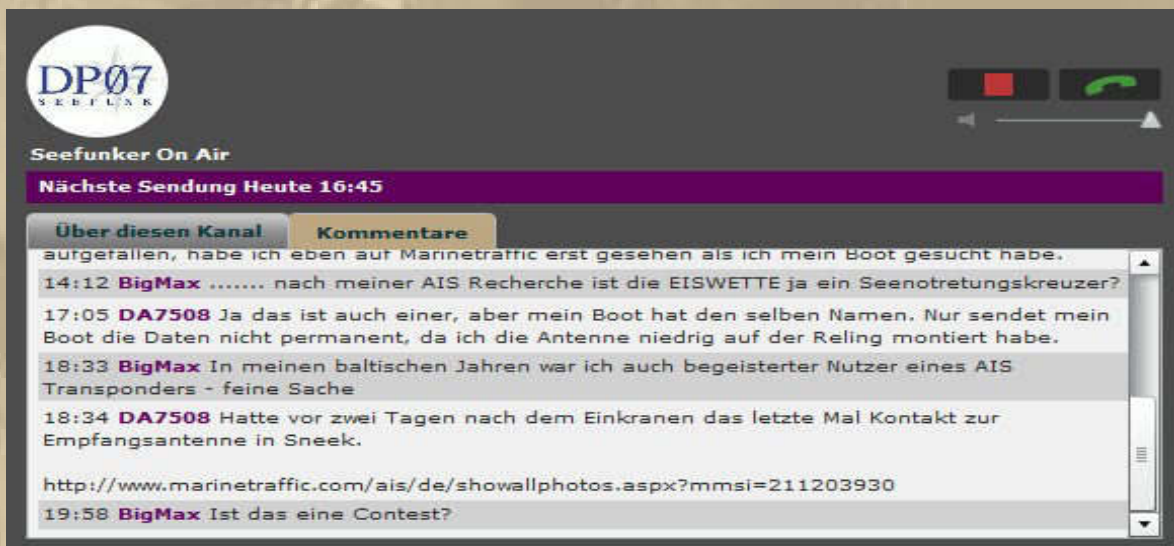 DP07
SEEFUNK
Seefunker On Air
Nächste Sendung Heute 16:45
Über diesen Kanal
Kommentare
aufgefallen, habe ich eben auf Marinetraffic erst gesehen als ich mein Boot gesucht habe.
14:12 BigMax ....... nach meiner AIS Recherche ist die EISWETTE ja ein Seenotretungskreuzer?
17:05 DA7508 Ja das ist auch einer, aber mein Boot hat den selben Namen. Nur sendet mein
Boot die Daten nicht permanent, da ich die Antenne niedrig auf der Reling montiert habe.
18:33 BigMax In meinen baltischen Jahren war ich auch begeisterter Nutzer eines AIS
Transponders - feine Sache
18:34 DA7508 Hatte vor zwei Tagen nach dem Einkranen das letzte Mal Kontakt zur
Empfangsantenne in Sneek.
http://www.marinetraffic.com/ais/de/showallphotos.aspx?mmsi=211203930
19:58 BigMax Ist das eine Contest?